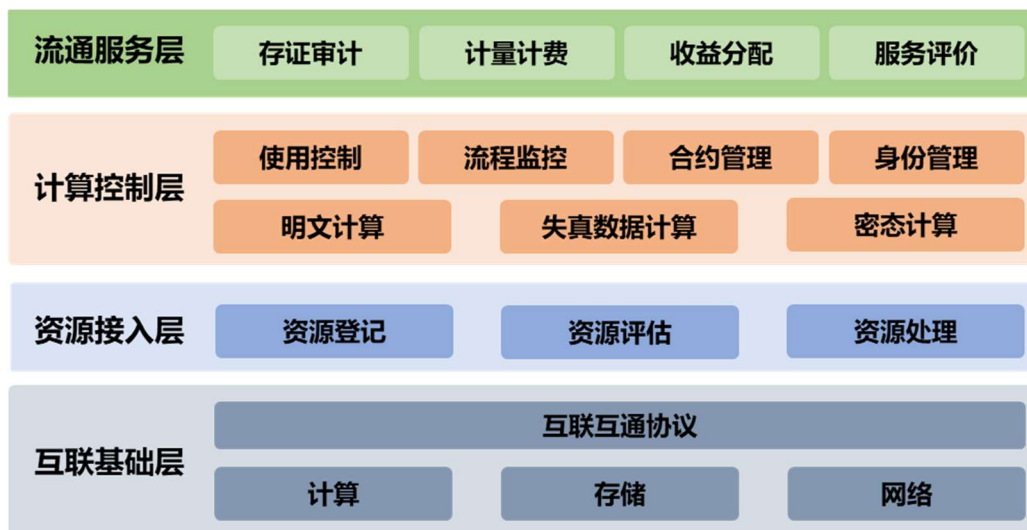 流通服务层
存证审计
计量计费
收益分配
服务评价
计算控制层
使用控制
流程监控
合约管理
身份管理
明文计算
失真数据计算
密态计算
资源接入层
资源登记
资源评估
资源处理
互联基础层
互联互通协议
计算
存储
网络